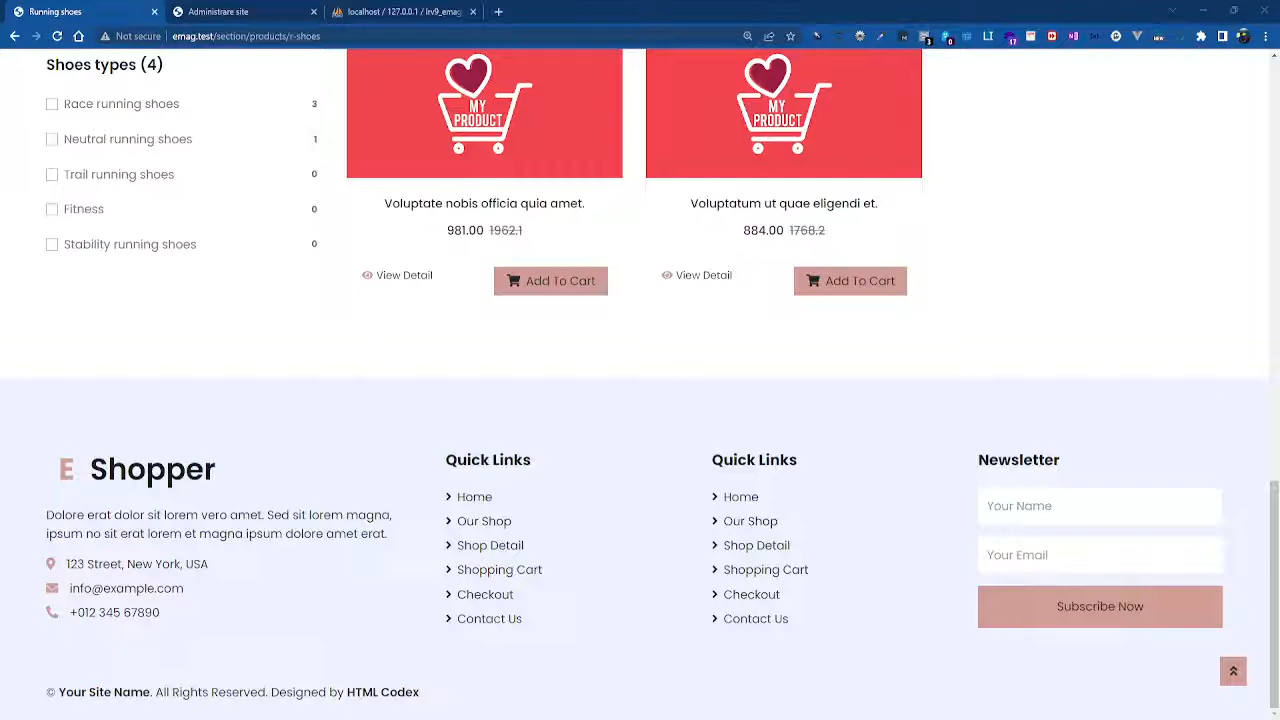 Running shoes
Administrare site
localhost / 127.0.0.1 / lrv9_emag
Not secure
emag.test/section/products/r-shoes
Shoes types (4)
Race running shoes 3
Neutral running shoes 1
Trail running shoes 0
Fitness 0
Stability running shoes 0
MY
PRODUCT
Voluptate nobis officia quia amet.
981.00 1962.1
View Detail
Add To Cart
MY
PRODUCT
Voluptatum ut quae eligendi et.
884.00 1768.2
View Detail
Add To Cart
E Shopper
Dolore erat dolor sit lorem vero amet. Sed sit lorem magna,
ipsum no sit erat lorem et magna ipsum dolore amet erat.
123 Street, New York, USA
info@example.com
+012 345 67890
Quick Links
Home
Our Shop
Shop Detail
Shopping Cart
Checkout
Contact Us
Quick Links
Home
Our Shop
Shop Detail
Shopping Cart
Checkout
Contact Us
Newsletter
Your Name
Your Email
Subscribe Now
© Your Site Name. All Rights Reserved. Designed by HTML Codex